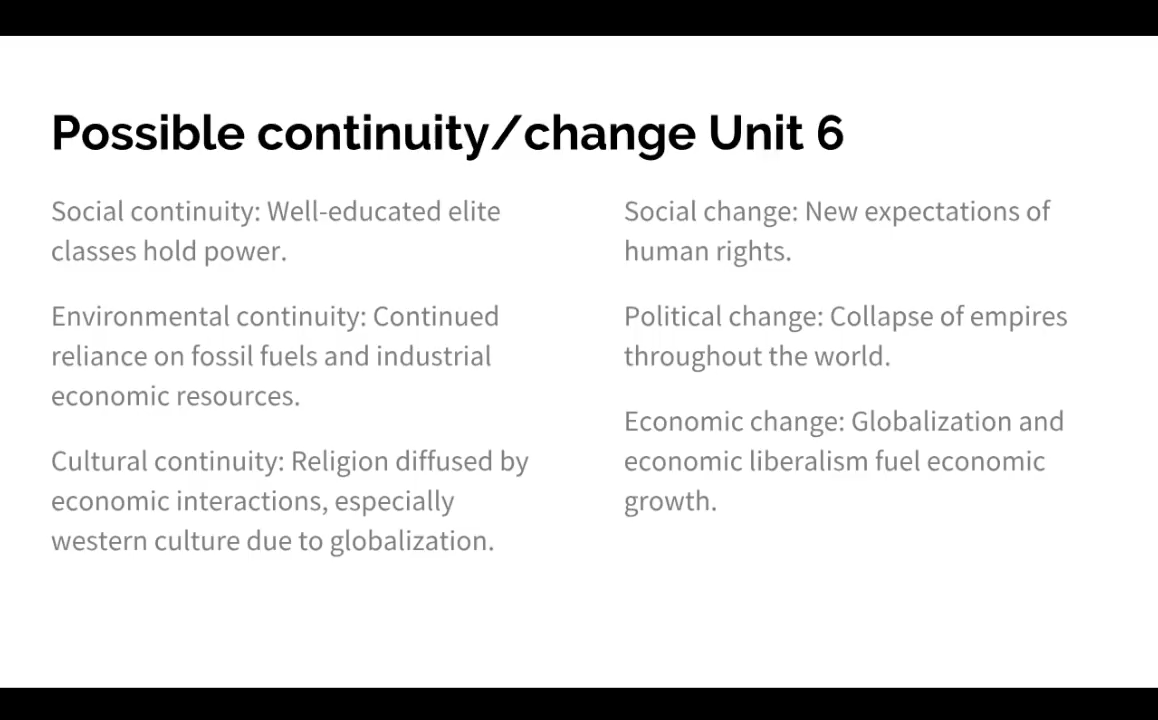 Possible continuity/change Unit 6
Social continuity: Well-educated elite
classes hold power.
Environmental continuity: Continued
reliance on fossil fuels and industrial
economic resources.
Cultural continuity: Religion diffused by
economic interactions, especially
western culture due to globalization.
Social change: New expectations of
human rights.
Political change: Collapse of empires
throughout the world.
Economic change: Globalization and
economic liberalism fuel economic
growth.